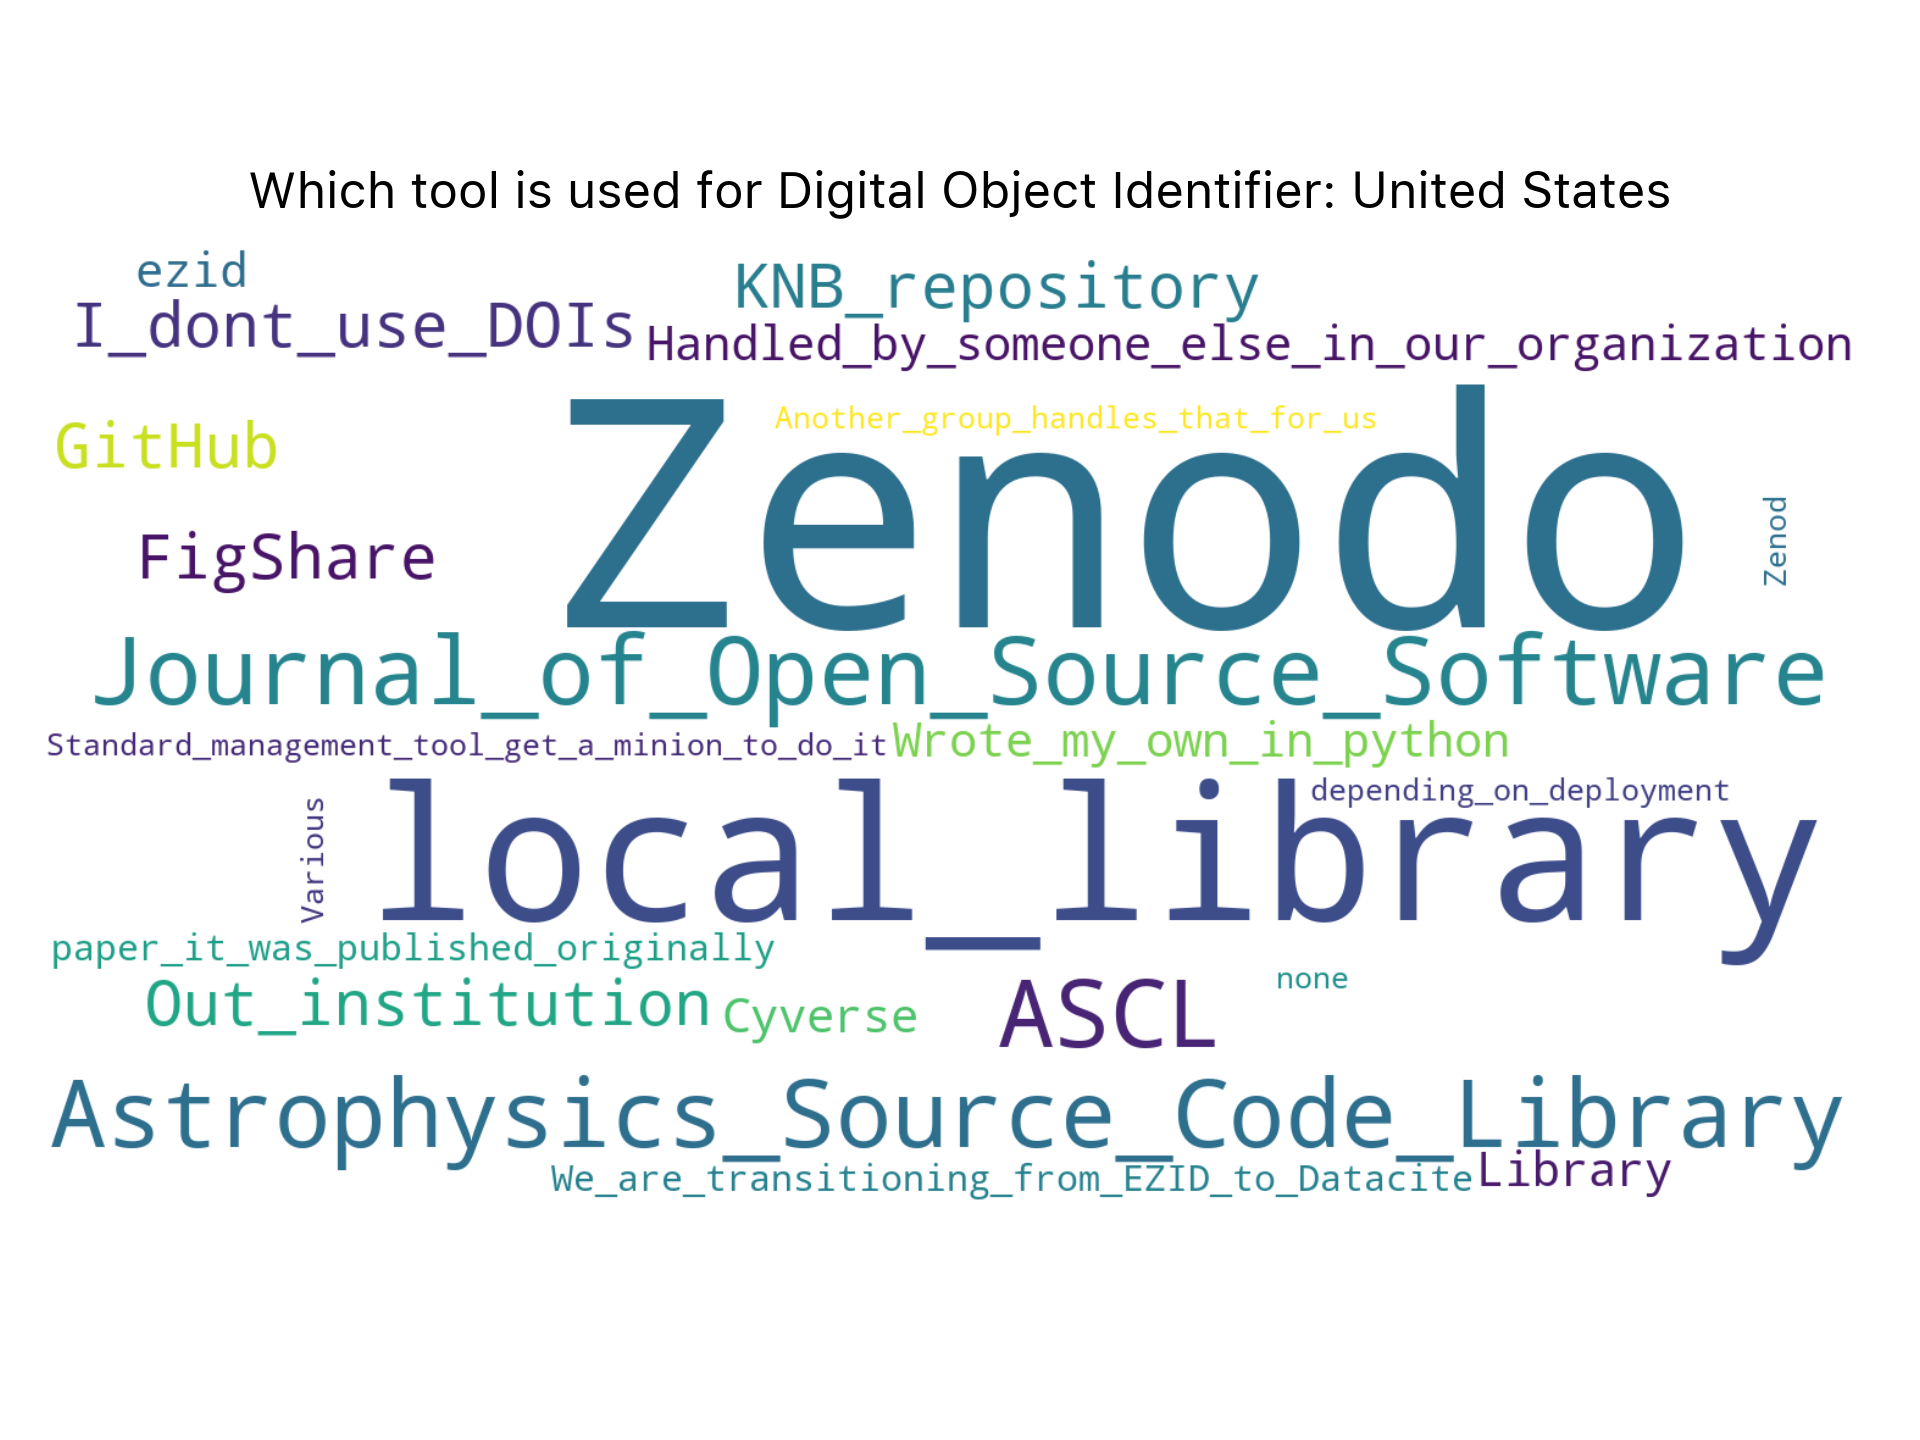 Which tool is used for Digital Object Identifier: United States
ezid
KNB_repository
I_dont_use_DOIs
Handled_by_someone_else_in_our_organization
Another_group_handles_that_for_us
GitHub
Zenodo
Zenod
FigShare
Journal_of_Open_Source_Software
Standard_management_tool_get_a_minion_to_do_it
Wrote_my_own_in_python
depending_on_deployment
local_library
Various
paper_it_was_published_originally
none
Out_institution
Cyverse
ASCL
Astrophysics_Source_Code_Library
We_are_transitioning_from_EZID_to_Datacite
Library